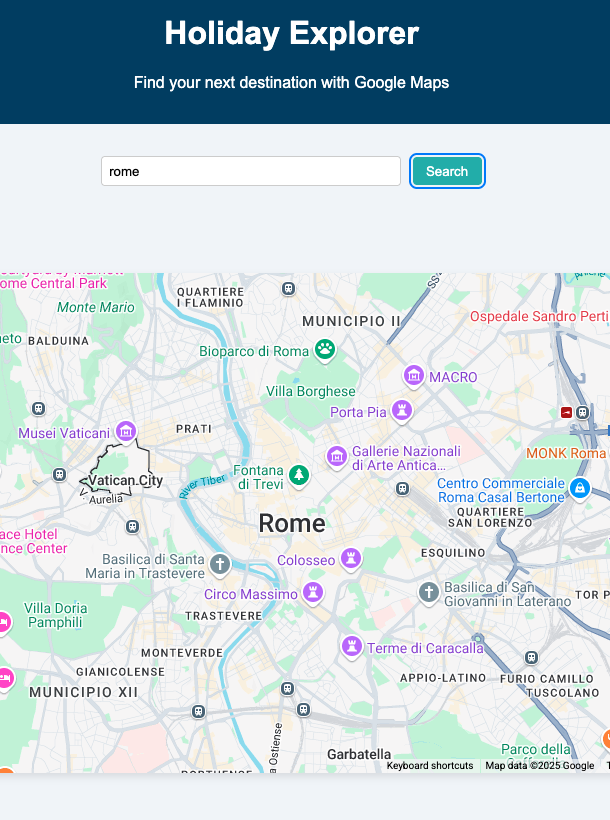 Holiday Explorer
Find your next destination with Google Maps
rome
Search
ome Central Park
QUARTIERE
I FLAMINIO
Monte Mario
MUNICIPIO II
Ospedale Sandro Perti
BALDUINA
Bioparco di Roma
MACRO
Villa Borghese
Porta Pia
Musei Vaticani
PRATI
Gallerie Nazionali
di Arte Antica...
MONK Roma
Vatican City
Fontana
di Trevi
River Tiber
Centro Commerciale
Roma Casal Bertone
Aurelia
QUARTIERE
SAN LORENZO
Rome
ace Hotel
nce Center
Basilica di Santa
Maria in Trastevere
Colosseo
ESQUILINO
Circo Massimo
Basilica di San
Giovanni in Laterano
TOR P
Villa Doria
Pamphili
TRASTEVERE
Terme di Caracalla
MONTEVERDE
GIANICOLENSE
APPIO-LATINO
FURIO CAMILLO
TUSCOLANO
MUNICIPIO XII
a Ostiense
Garbatella
Parco della
Keyboard shortcuts
Map data ©2025 Google